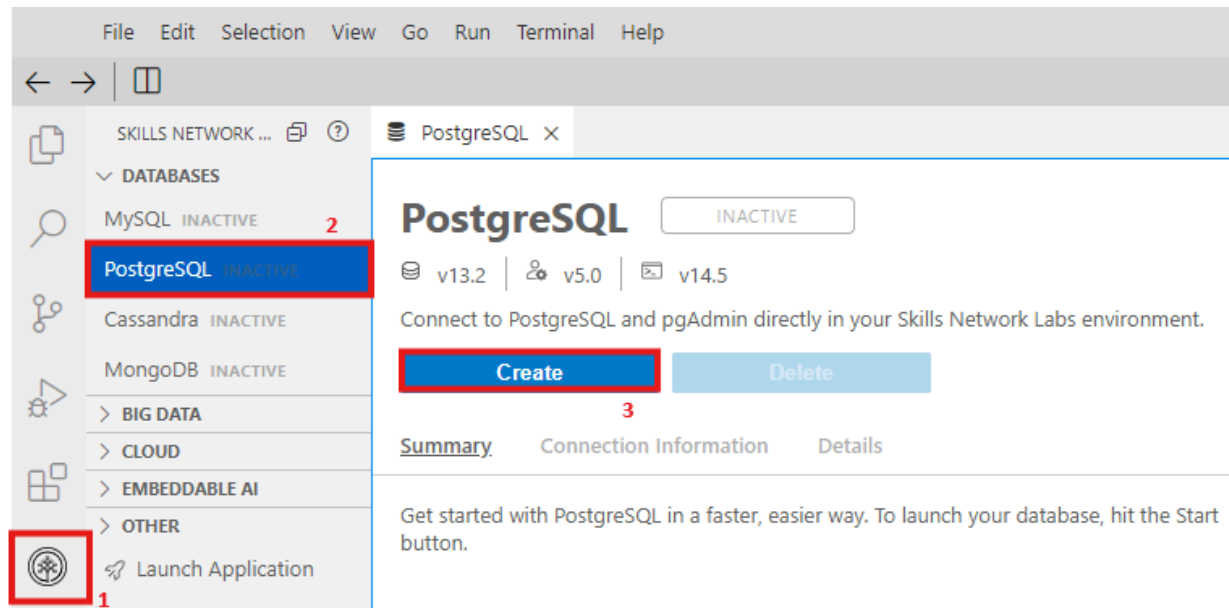 File Edit Selection View Go Run Terminal Help
SKILLS NETWORK ...
PostgreSQL
DATABASES
MySQL INACTIVE
2
PostgreSQL INACTIVE
Cassandra INACTIVE
MongoDB INACTIVE
BIG DATA
CLOUD
EMBEDDABLE AI
OTHER
Launch Application
1
PostgreSQL INACTIVE
v13.2 v5.0 v14.5
Connect to PostgreSQL and pgAdmin directly in your Skills Network Labs environment.
Create Delete
3
Summary Connection Information Details
Get started with PostgreSQL in a faster, easier way. To launch your database, hit the Start
button.